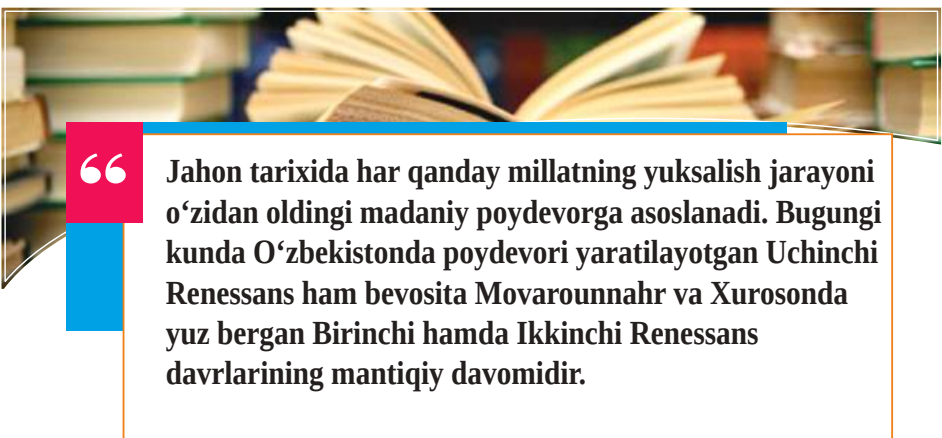 “
Jahon tarixida har qanday millatning yuksalish jarayoni
o‘zidan oldingi madaniy poydevorga asoslanadi. Bugungi
kunda O‘zbekistonda poydevori yaratilayotgan Uchinchi
Renessans ham bevosita Movarounnahr va Xurosonda
yuz bergan Birinchi hamda Ikkinchi Renessans
davrlarining mantiqiy davomidir.